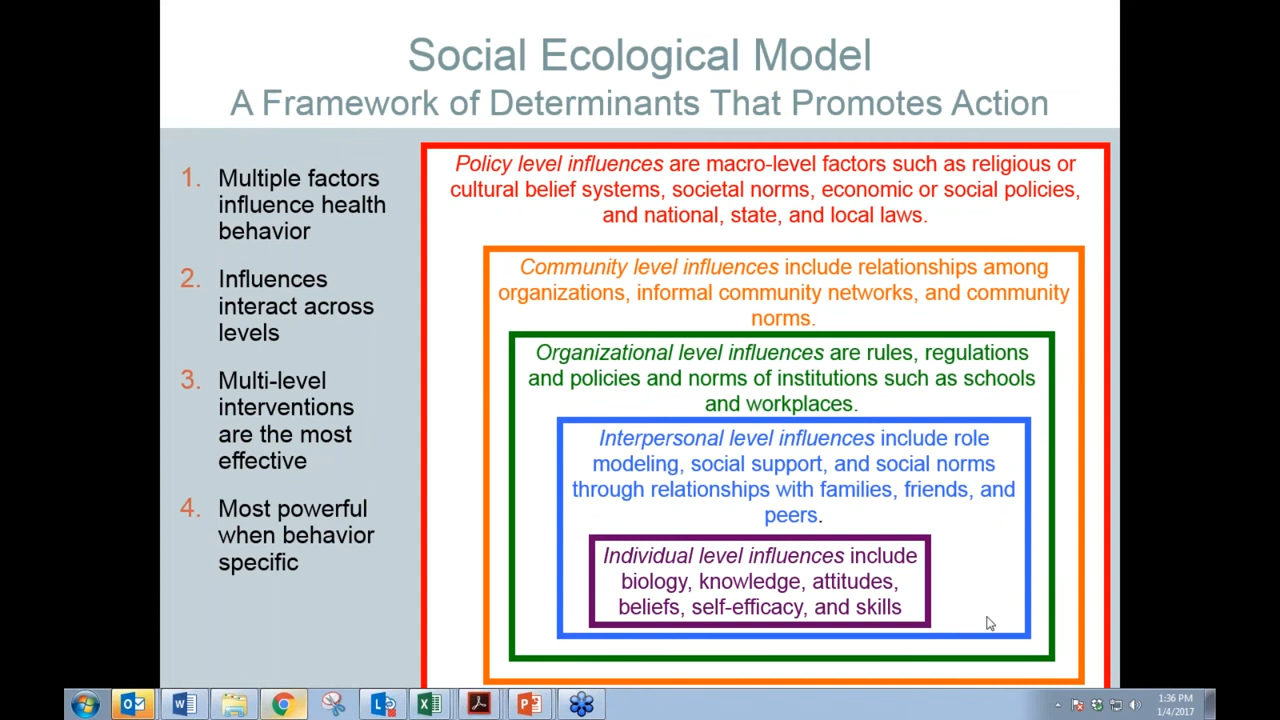 Social Ecological Model
A Framework of Determinants That Promotes Action
1. Multiple factors
influence health
behavior
2. Influences
interact across
levels
3. Multi-level
interventions
are the most
effective
4. Most powerful
when behavior
specific
Policy level influences are macro-level factors such as religious or
cultural belief systems, societal norms, economic or social policies,
and national, state, and local laws.
Community level influences include relationships among
organizations, informal community networks, and community
norms.
Organizational level influences are rules, regulations
and policies and norms of institutions such as schools
and workplaces.
Interpersonal level influences include role
modeling, social support, and social norms
through relationships with families, friends, and
peers.
Individual level influences include
biology, knowledge, attitudes,
beliefs, self-efficacy, and skills
1:36 PM
1/4/2017